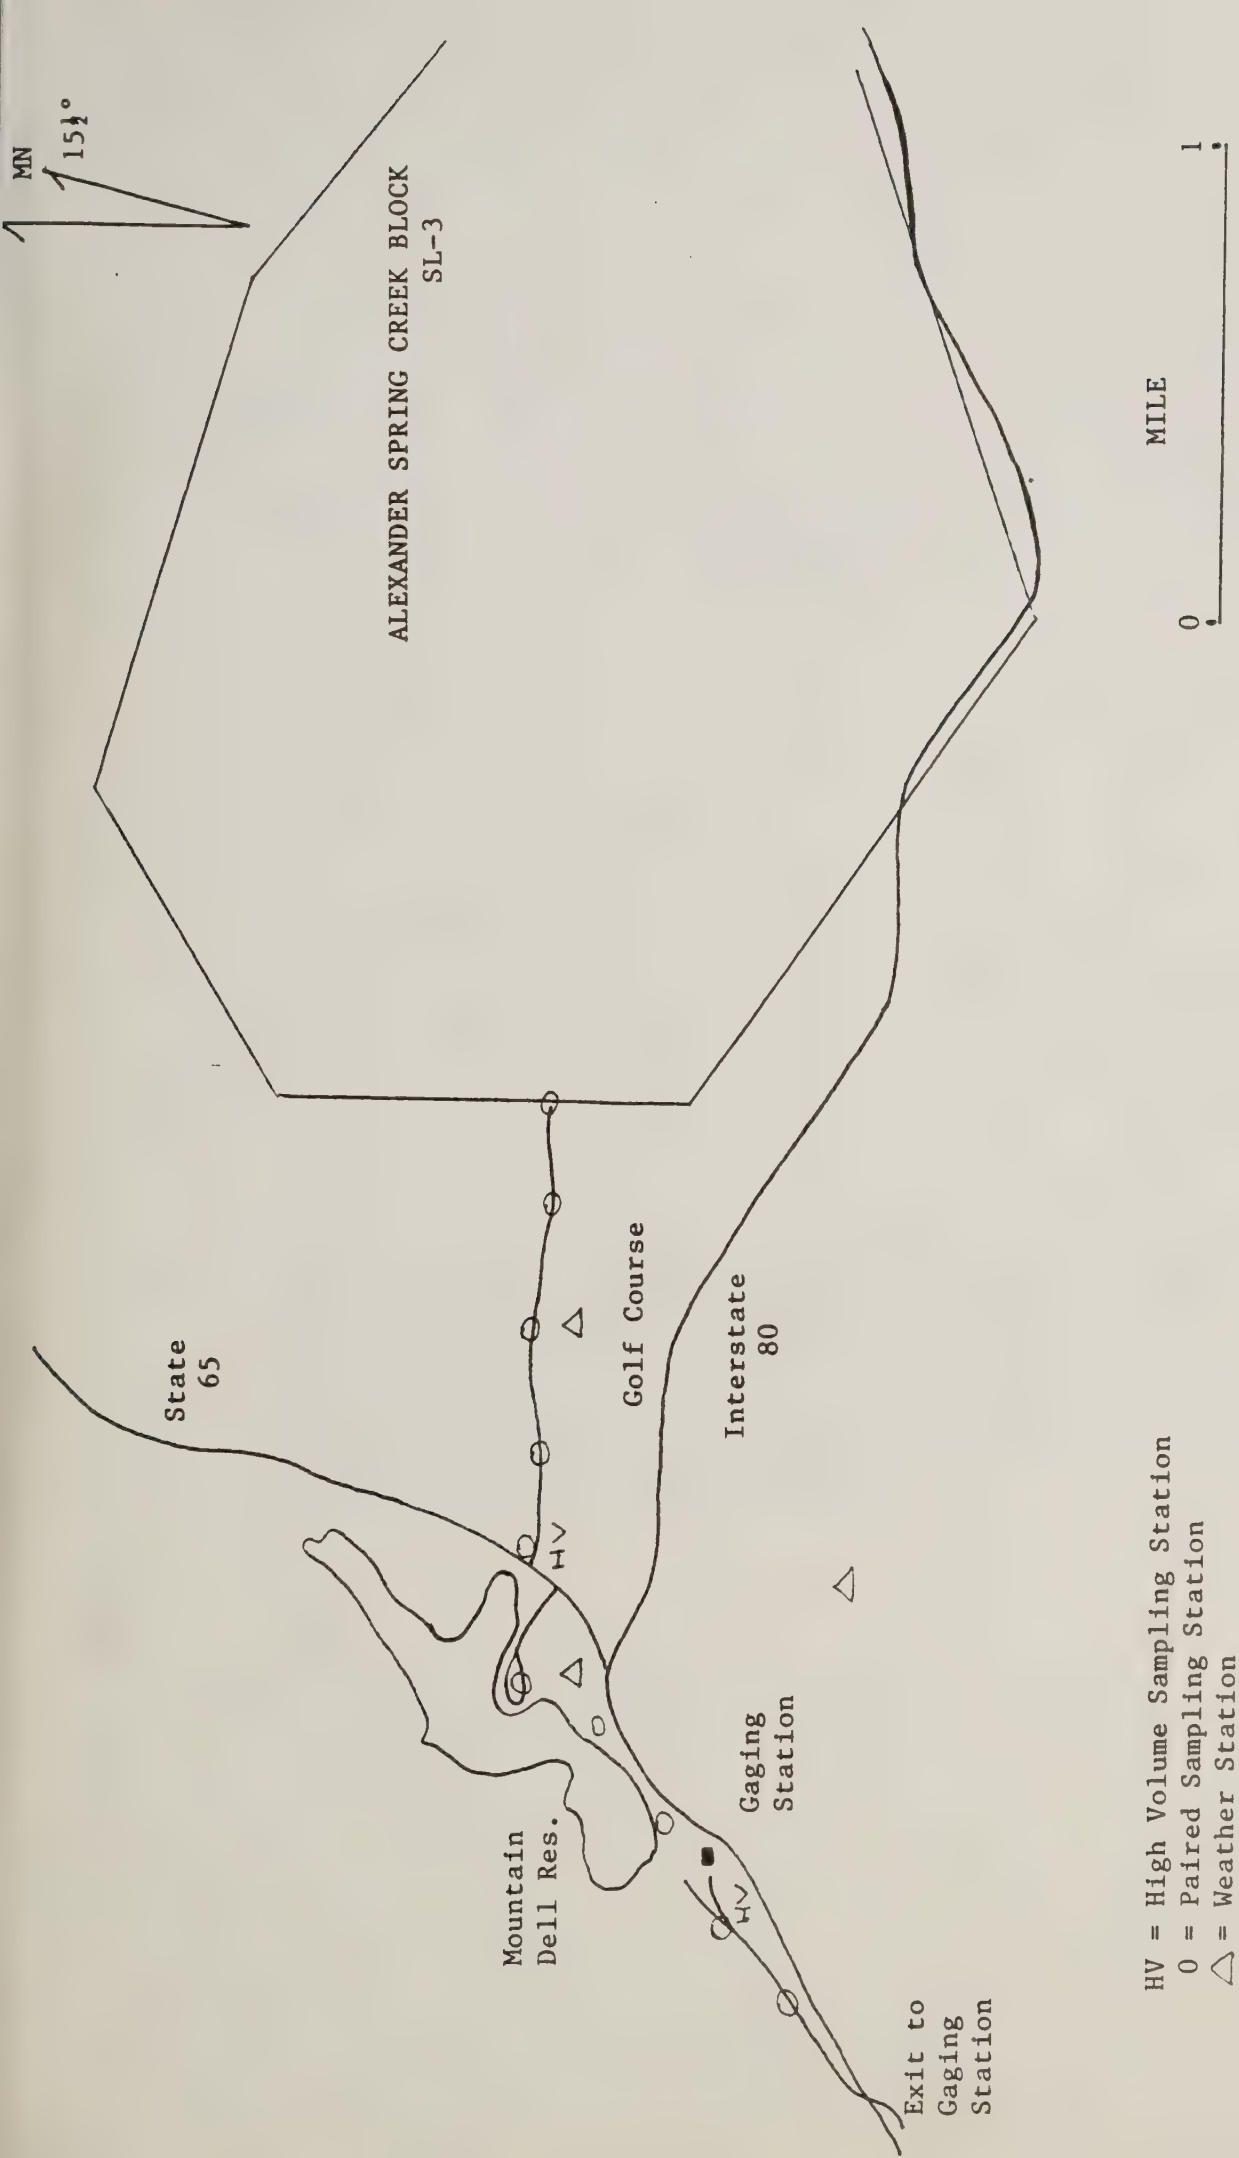 MN
15½°
ALEXANDER SPRING CREEK BLOCK
SL-3
State
65
Golf Course
Interstate
80
HV
Mountain
Dell Res.
Gaging
Station
HV
Exit to
Gaging
Station
0
1
MILE
HV = High Volume Sampling Station
O = Paired Sampling Station
△ = Weather Station